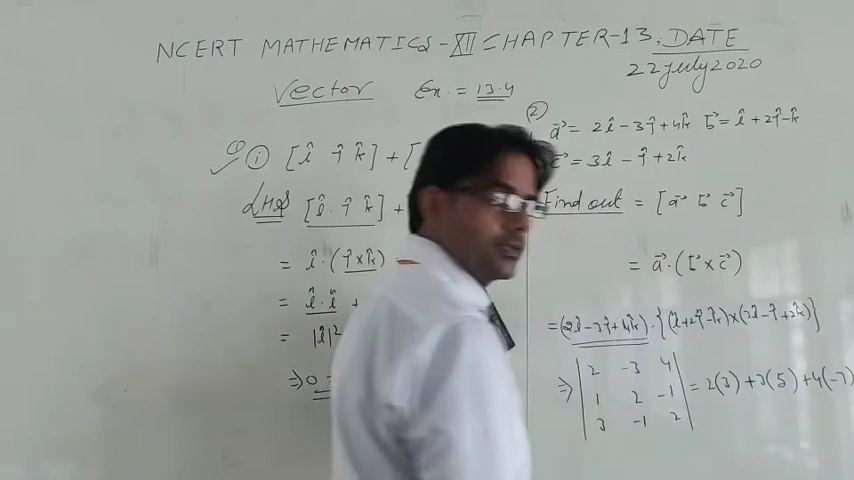 NCERT MATHEMATICS-XII CHAPTER-13, DATE
22 july 2020
Vector Ex. = 13.4
① (i) [î ĵ k̂] + [
LHS [î · ĵ k̂] +
= î · (ĵ × k̂)
= î · î +
= |î|²
⇒ 0 =
② a⃗ = 2î − 3ĵ + 4k̂ b⃗ = î + 2ĵ − k̂
c⃗ = 3î − ĵ + 2k̂
Find out = [a⃗ b⃗ c⃗]
= a⃗ · (b⃗ × c⃗)
= (2î − 3ĵ + 4k̂) · {(î + 2ĵ − k̂) × (3î − ĵ + 2k̂)}
⇒ | 2 −3 4 |
| 1 2 −1 | = 2(3) + 3(5) + 4(−7)
| 3 −1 2 |